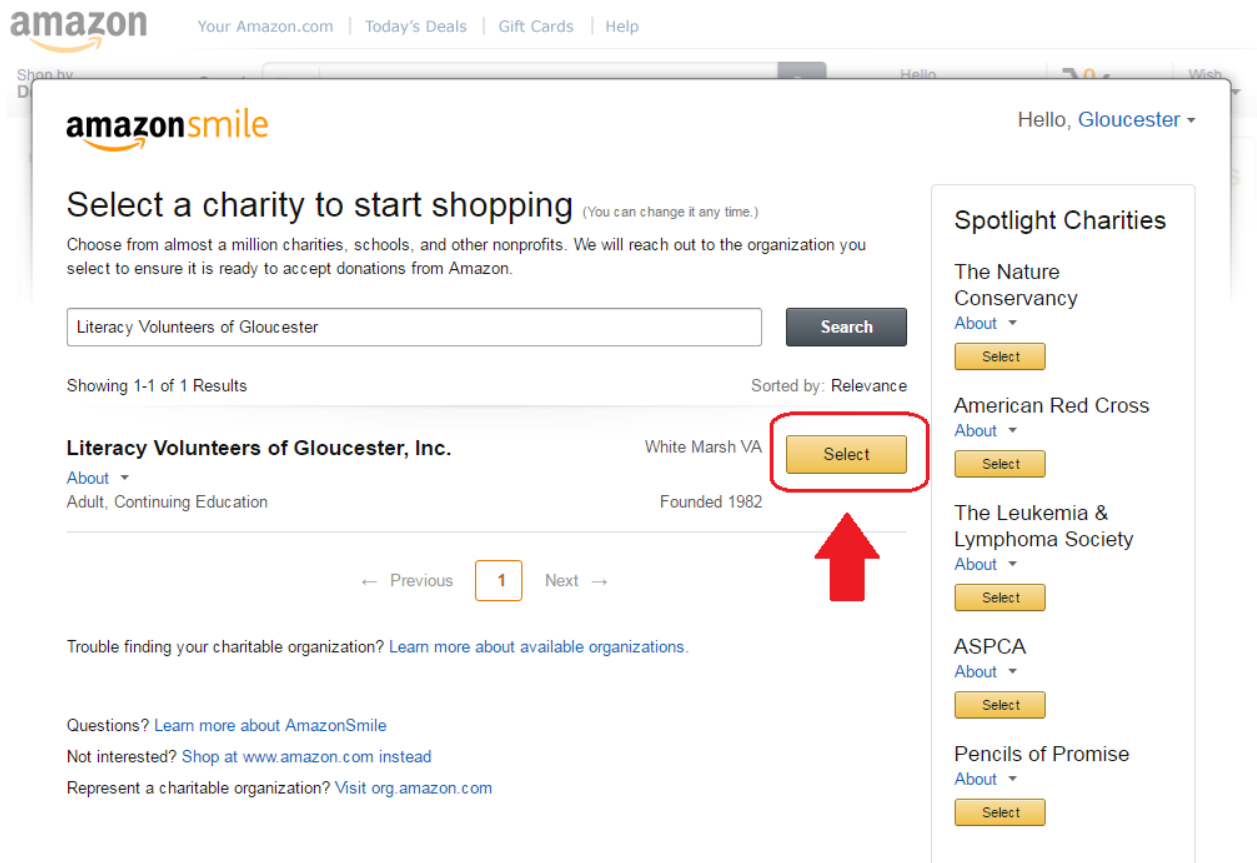 amazon
Your Amazon.com | Today's Deals | Gift Cards | Help
Shop by
Hello
Wish
amazonsmile
Hello, Gloucester
Select a charity to start shopping (You can change it any time.)
Choose from almost a million charities, schools, and other nonprofits. We will reach out to the organization you
select to ensure it is ready to accept donations from Amazon.
Literacy Volunteers of Gloucester
Search
Showing 1-1 of 1 Results
Sorted by: Relevance
Literacy Volunteers of Gloucester, Inc.
White Marsh VA
Select
About
Adult, Continuing Education
Founded 1982
← Previous
1
Next →
Trouble finding your charitable organization? Learn more about available organizations.
Questions? Learn more about AmazonSmile
Not interested? Shop at www.amazon.com instead
Represent a charitable organization? Visit org.amazon.com
Spotlight Charities
The Nature
Conservancy
About
Select
American Red Cross
About
Select
The Leukemia &
Lymphoma Society
About
Select
ASPCA
About
Select
Pencils of Promise
About
Select